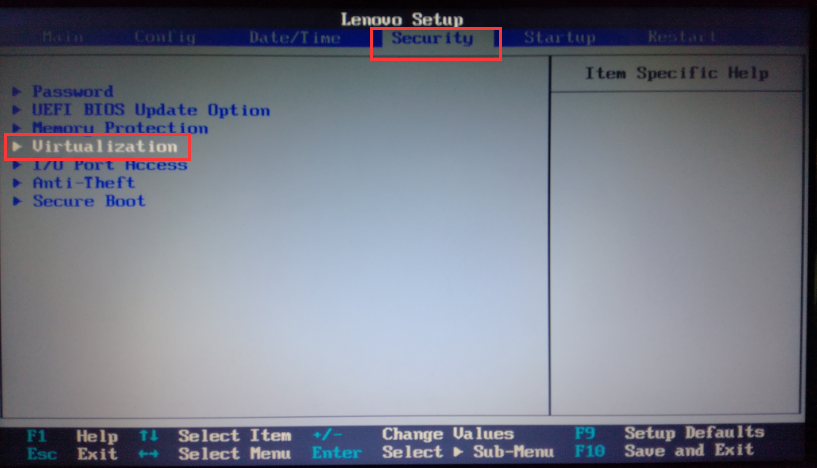 Lenovo Setup
Main Config Date/Time Security Startup Restart
Item Specific Help
▶ Password
▶ UEFI BIOS Update Option
▶ Memory Protection
▶ Virtualization
▶ I/O Port Access
▶ Anti-Theft
▶ Secure Boot
F1 Help ↑↓ Select Item +/- Change Values F9 Setup Defaults
Esc Exit ←→ Select Menu Enter Select ▶ Sub-Menu F10 Save and Exit